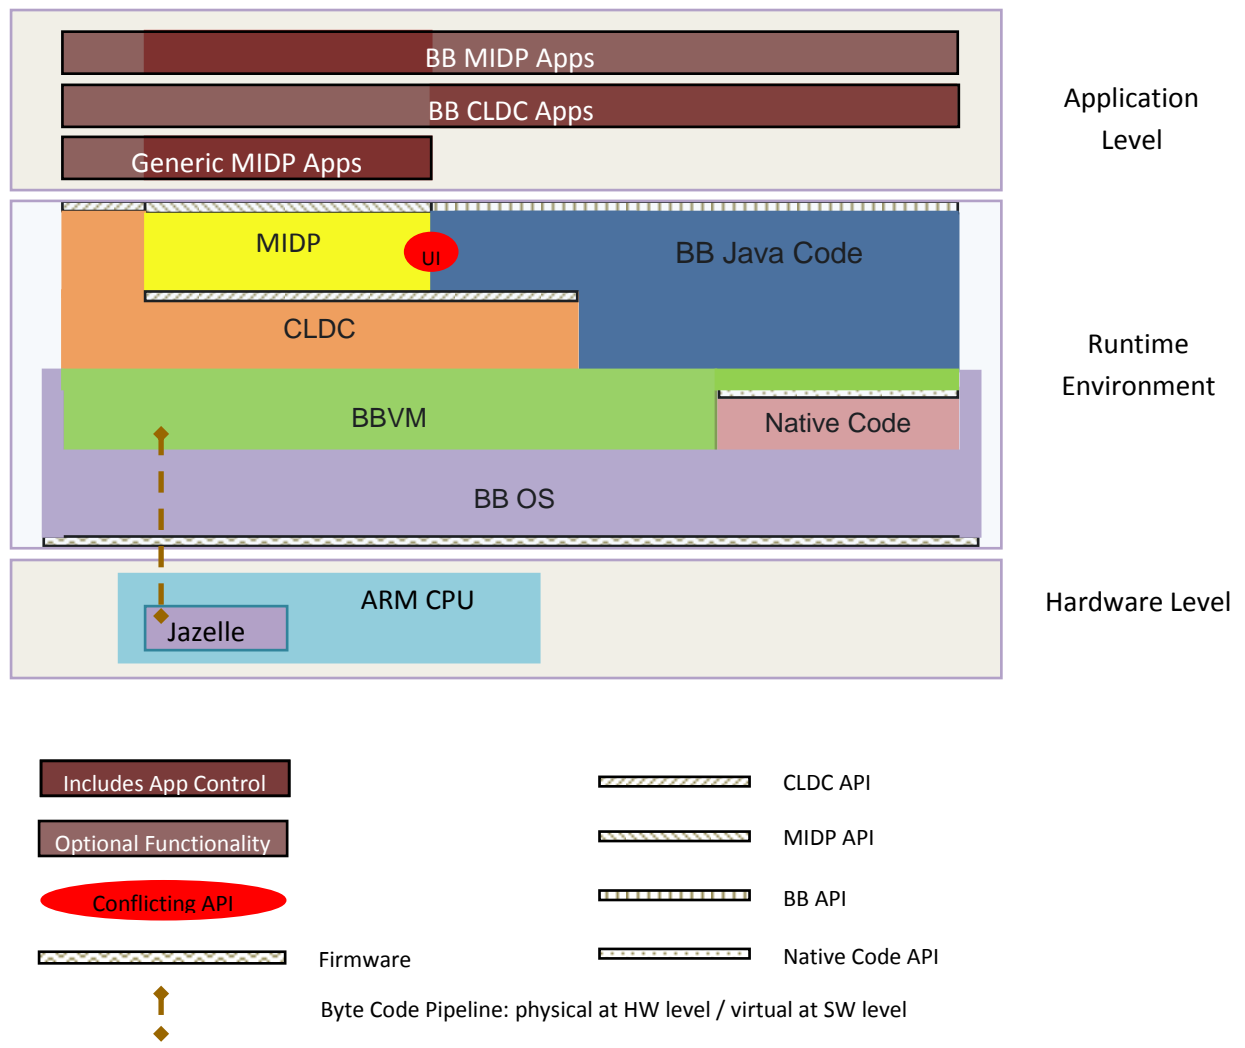 BB MIDP Apps
BB CLDC Apps
Generic MIDP Apps
Application
Level
MIDP
UI
BB Java Code
CLDC
BBVM
Native Code
BB OS
Runtime
Environment
ARM CPU
Jazelle
Hardware Level
Includes App Control
Optional Functionality
Conflicting API
Firmware
Byte Code Pipeline: physical at HW level / virtual at SW level
CLDC API
MIDP API
BB API
Native Code API